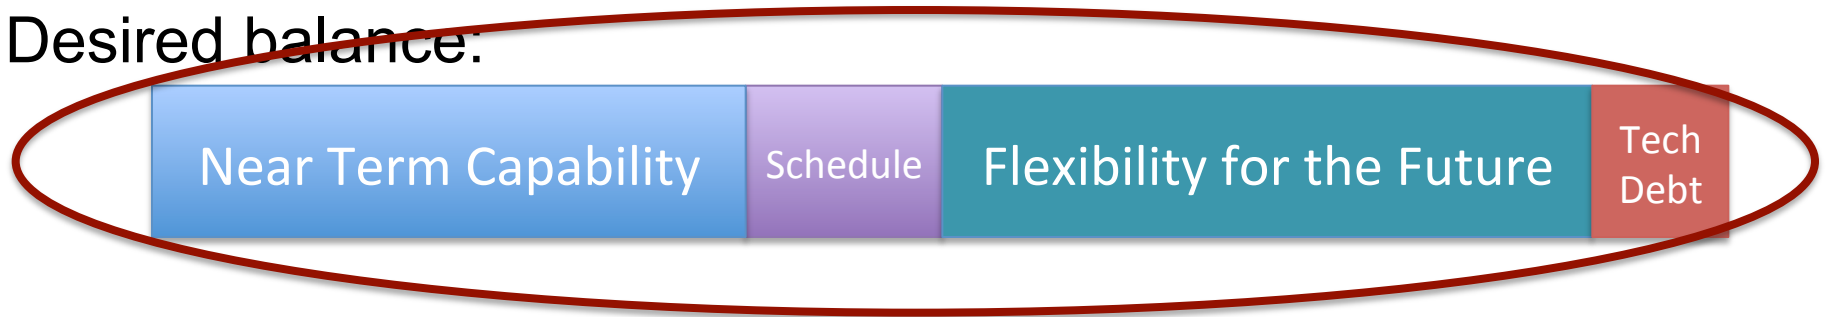 Desired balance:
Near Term Capability
Schedule
Flexibility for the Future
Tech
Debt